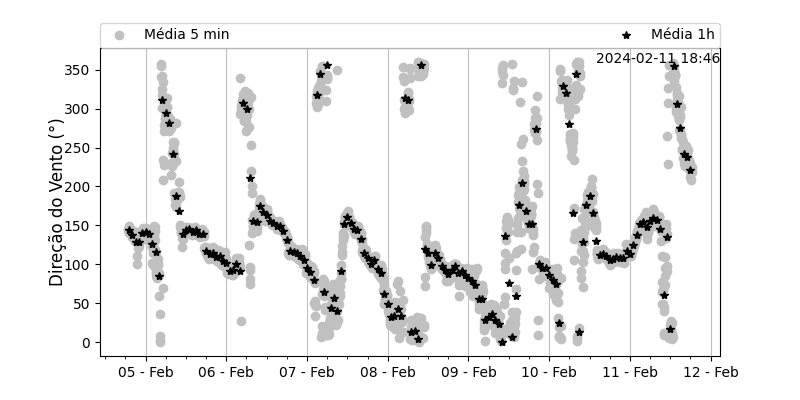 Média 5 min
Média 1h
2024-02-11 18:46
Direção do Vento (°)
350
300
250
200
150
100
50
0
05 - Feb
06 - Feb
07 - Feb
08 - Feb
09 - Feb
10 - Feb
11 - Feb
12 - Feb